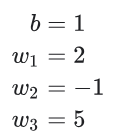 b = 1
w₁ = 2
w₂ = −1
w₃ = 5